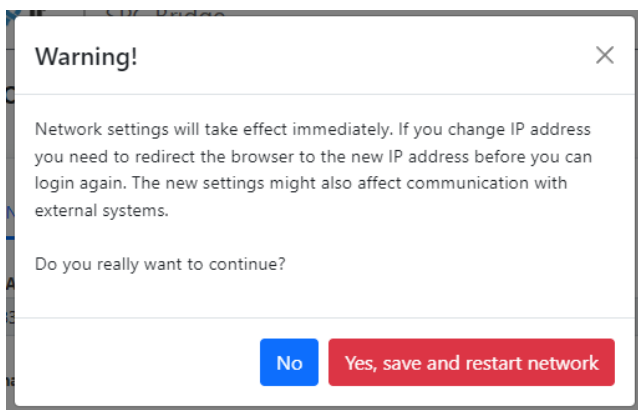 SPC Bridge
Warning!
Network settings will take effect immediately. If you change IP address
you need to redirect the browser to the new IP address before you can
login again. The new settings might also affect communication with
external systems.
Do you really want to continue?
No
Yes, save and restart network